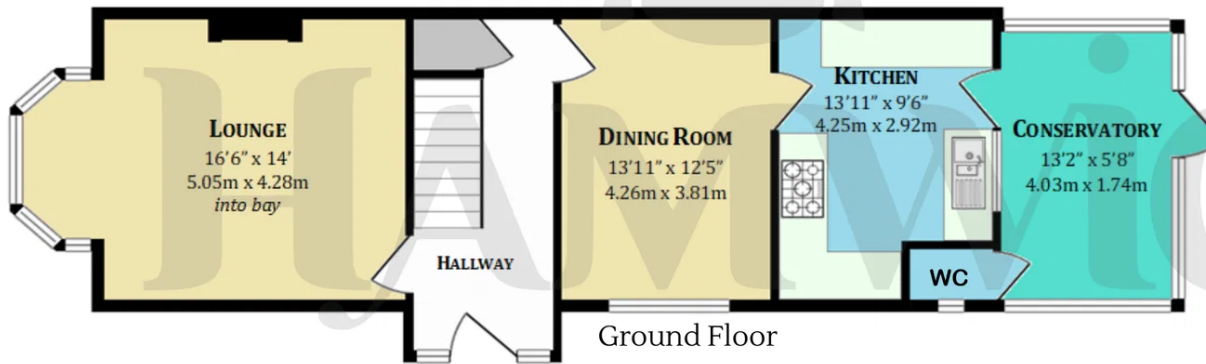 LOUNGE
16'6" x 14'
5.05m x 4.28m
into bay
HALLWAY
DINING ROOM
13'11" x 12'5"
4.26m x 3.81m
KITCHEN
13'11" x 9'6"
4.25m x 2.92m
WC
CONSERVATORY
13'2" x 5'8"
4.03m x 1.74m
Ground Floor